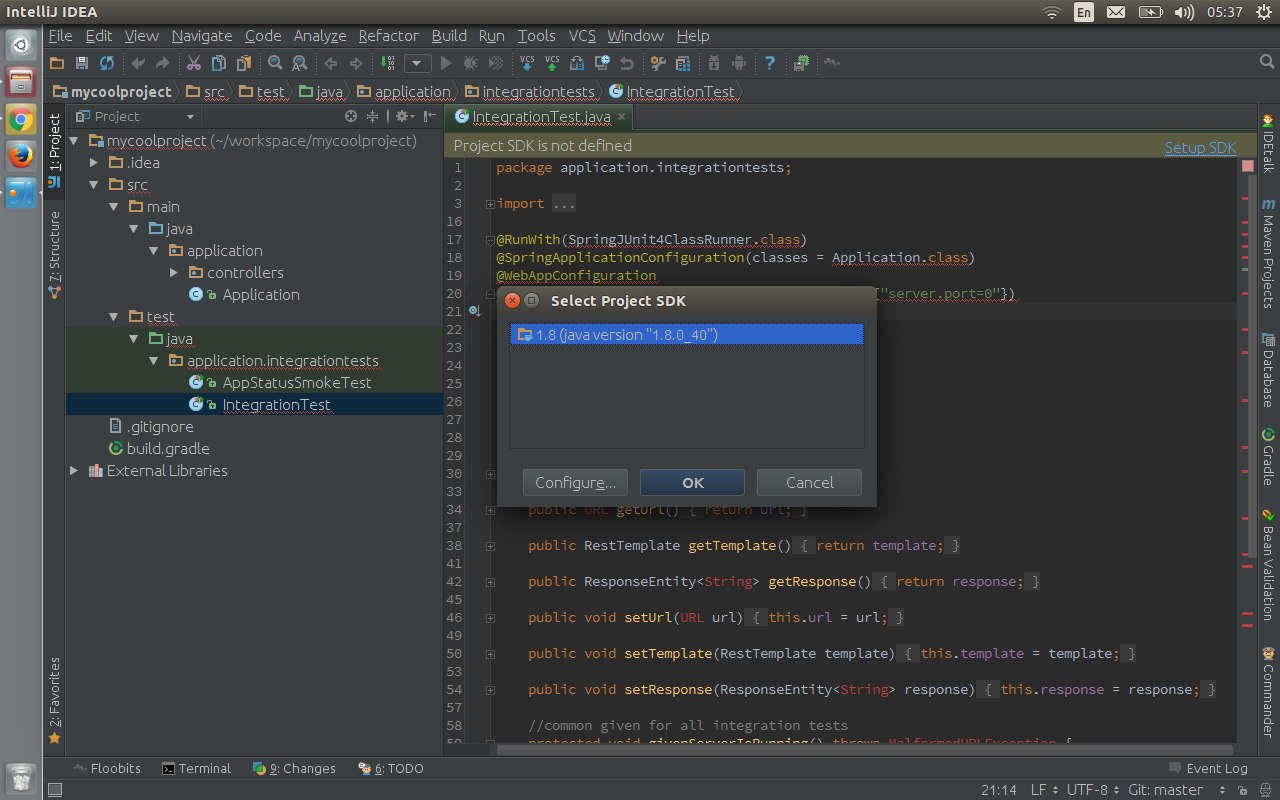 IntelliJ IDEA
En
05:37
File Edit View Navigate Code Analyze Refactor Build Run Tools VCS Window Help
VCS VCS
mycoolproject src test java application integrationtests IntegrationTest
Project
IntegrationTest.java
1: Project
Z: Structure
2: Favorites
mycoolproject (~/workspace/mycoolproject)
.idea
src
main
java
application
controllers
Application
test
java
application.integrationtests
AppStatusSmokeTest
IntegrationTest
.gitignore
build.gradle
External Libraries
Project SDK is not defined
Setup SDK
1 package application.integrationtests;
2
3 import ...
16
17 @RunWith(SpringJUnit4ClassRunner.class)
18 @SpringApplicationConfiguration(classes = Application.class)
19 @WebAppConfiguration
20 {"server.port=0"})
21
22
23
24
25
26
27
28
29
30
33
34 public URL getUrl() { return url; }
37
38 public RestTemplate getTemplate() { return template; }
41
42 public ResponseEntity<String> getResponse() { return response; }
45
46 public void setUrl(URL url) { this.url = url; }
49
50 public void setTemplate(RestTemplate template) { this.template = template; }
53
54 public void setResponse(ResponseEntity<String> response) { this.response = response; }
57
58 //common given for all integration tests
59 protected void givenServerIsRunning() throws MalformedURLException {
Select Project SDK
1.8 (java version "1.8.0_40")
Configure...
OK
Cancel
IDEtalk
Maven Projects
Database
Gradle
Bean Validation
Commander
Floobits
Terminal
9: Changes
6: TODO
Event Log
21:14 LF UTF-8 Git: master